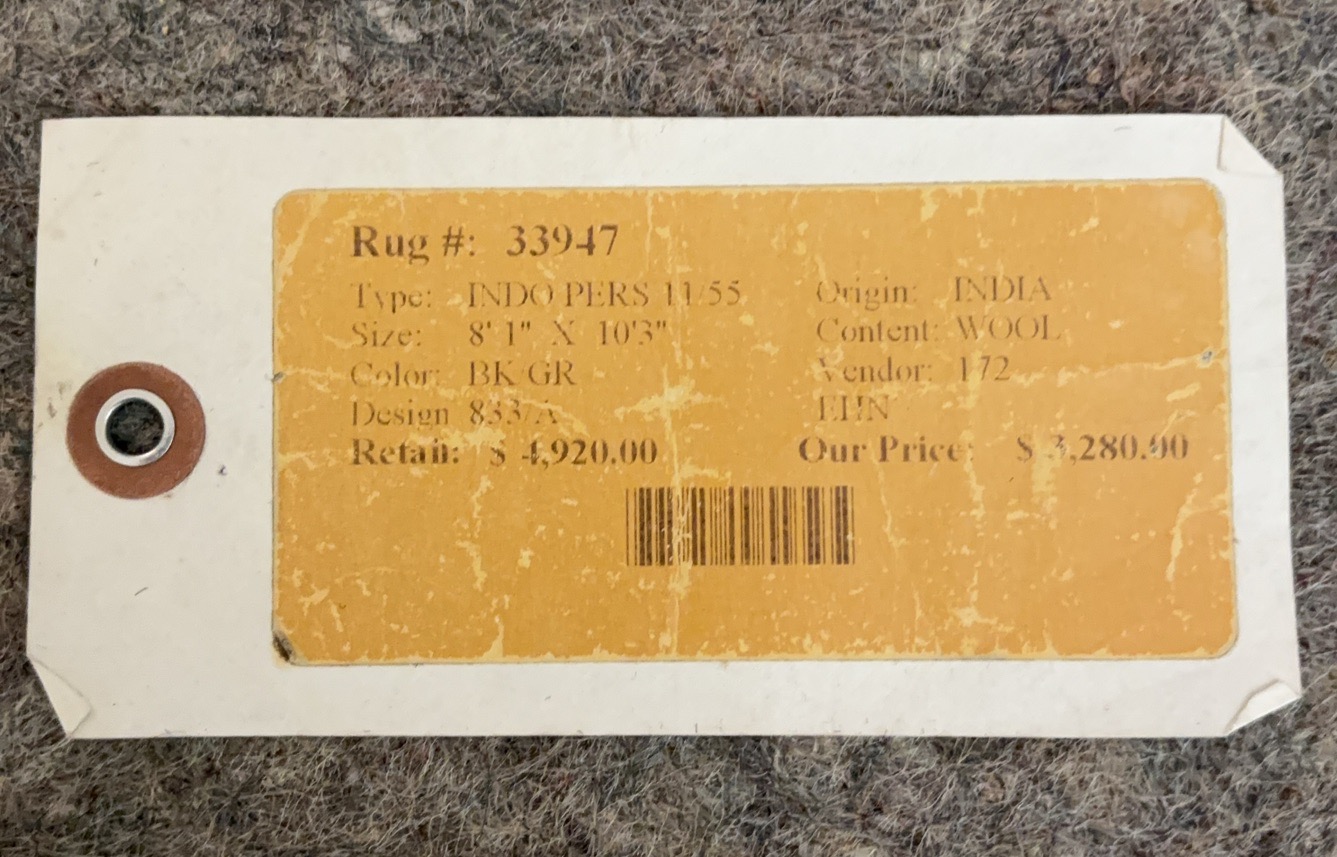 Rug #: 33947
Type: INDO PERS 11/55 Origin: INDIA
Size: 8' 1" X 10'3" Content: WOOL
Color: BK/GR Vendor: 172
Design 833/A EHN
Retail: $ 4,920.00 Our Price: $ 3,280.00